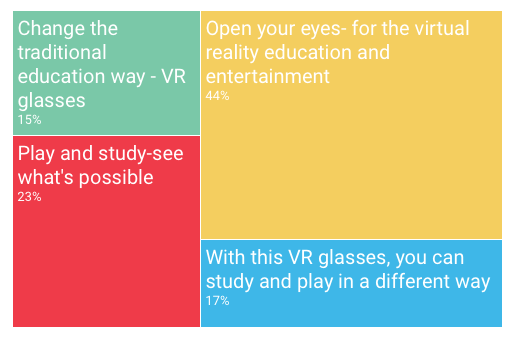 Change the
traditional
education way - VR
glasses
15%
Open your eyes- for the virtual
reality education and
entertainment
44%
Play and study-see
what's possible
23%
With this VR glasses, you can
study and play in a different way
17%